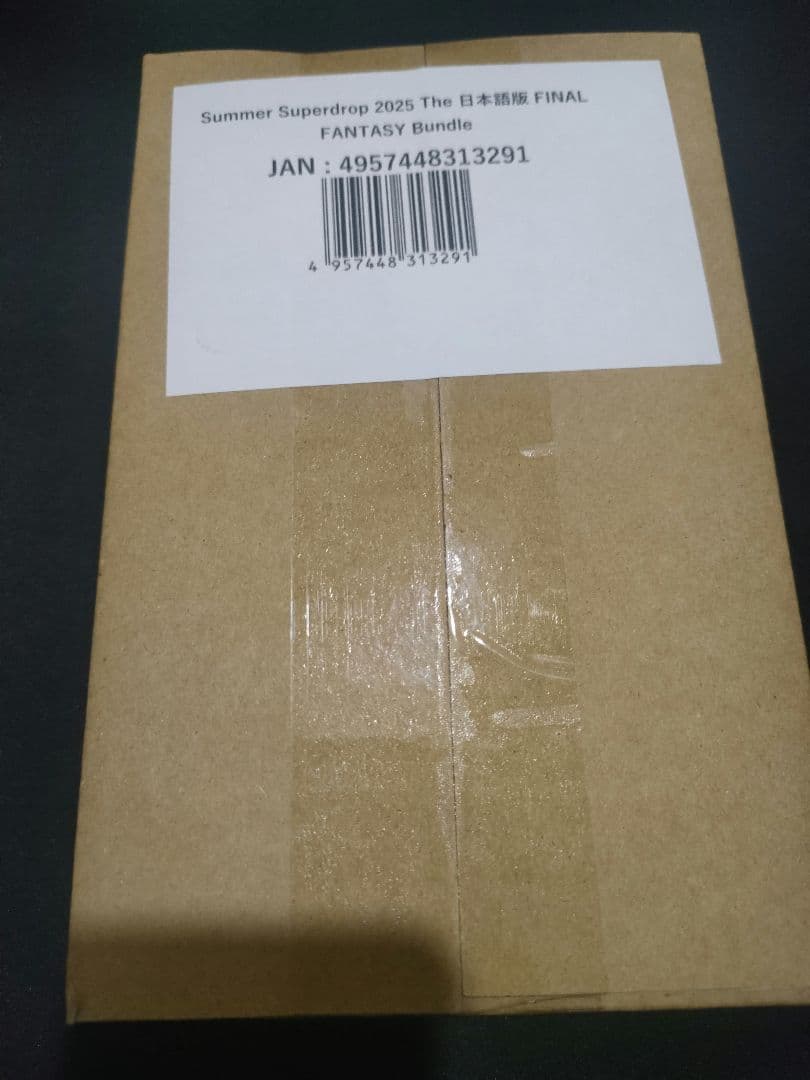 Summer Superdrop 2025 The 日本語版 FINAL
FANTASY Bundle
JAN : 4957448313291
4 957448 313291